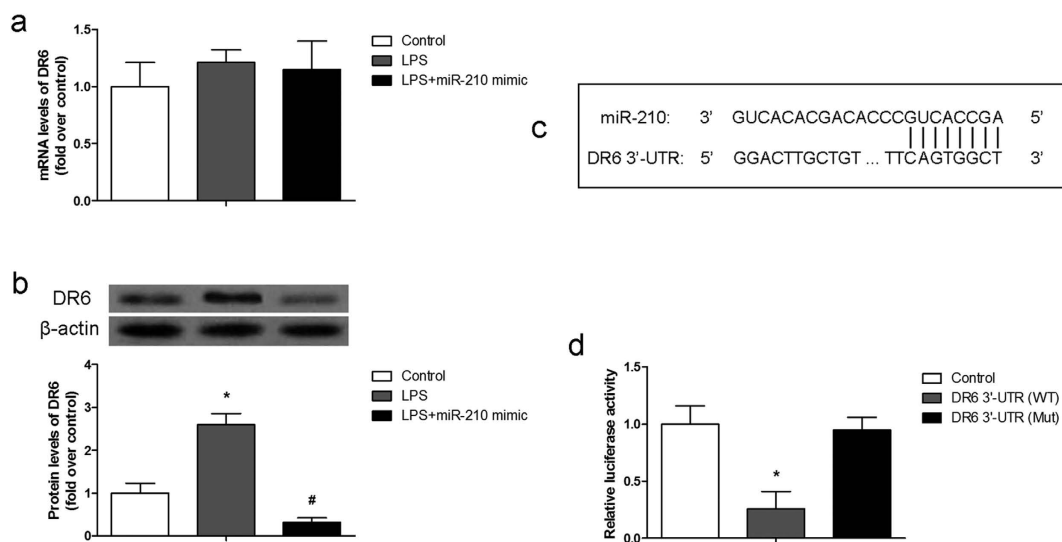 a
mRNA levels of DR6
(fold over control)
1.5
1.0
0.5
0.0
Control
LPS
LPS+miR-210 mimic
c
miR-210: 3’ GUCACACGACACCCGUCACCGA 5’
DR6 3’-UTR: 5’ GGACTTGCTGT ... TTCAGTGGCT 3’
b
DR6
β-actin
Protein levels of DR6
(fold over control)
4
3
2
1
0
*
#
Control
LPS
LPS+miR-210 mimic
d
Relative luciferase activity
1.5
1.0
0.5
0.0
*
Control
DR6 3’-UTR (WT)
DR6 3’-UTR (Mut)